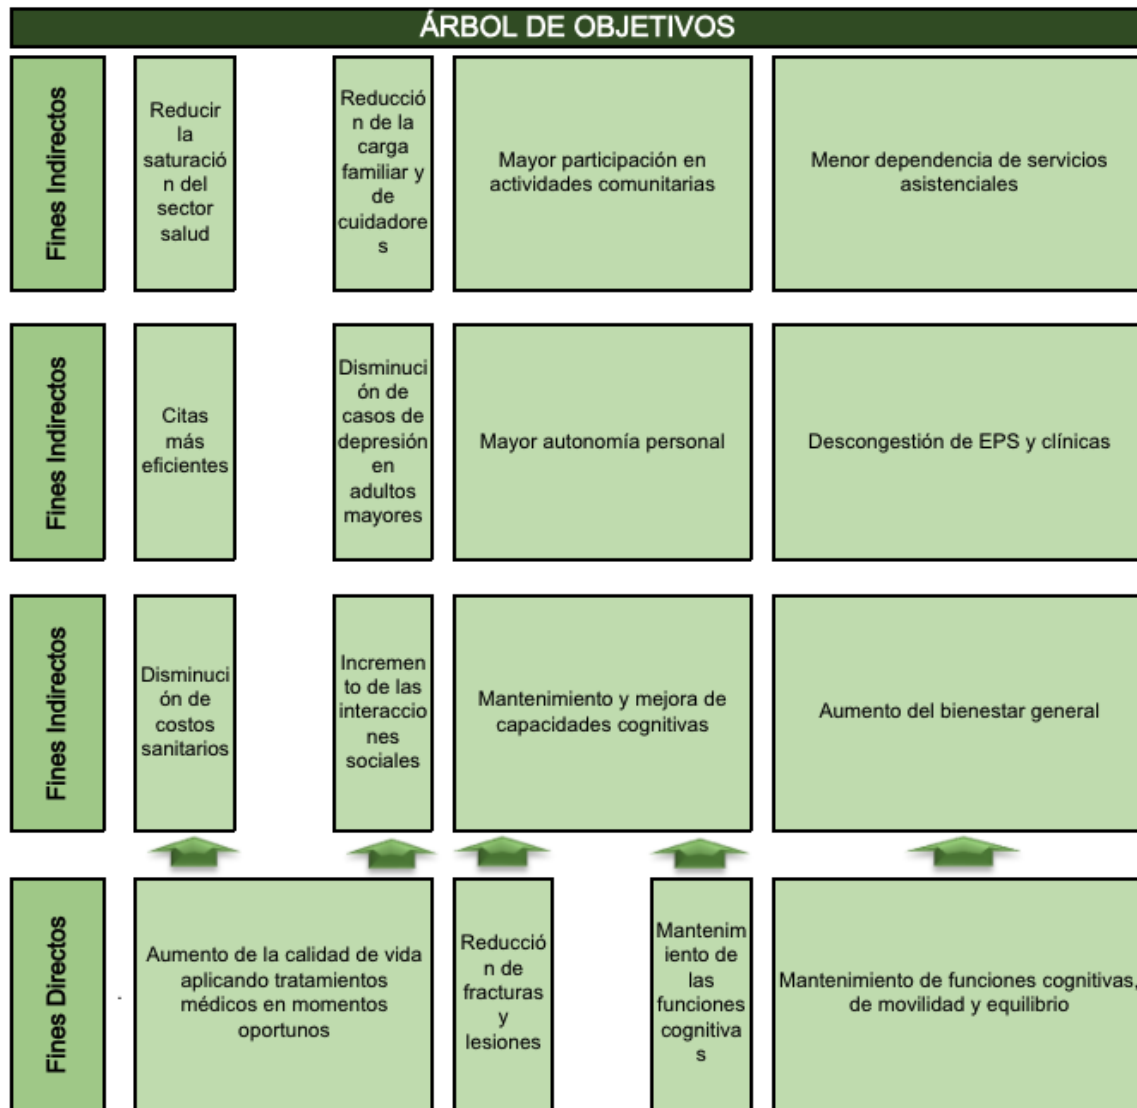 ÁRBOL DE OBJETIVOS
Fines Indirectos
Reducir
la
saturació
n del
sector
salud
Reducció
n de la
carga
familiar y
de
cuidadore
s
Mayor participación en
actividades comunitarias
Menor dependencia de servicios
asistenciales
Fines Indirectos
Citas
más
eficientes
Disminuci
ón de
casos de
depresión
en
adultos
mayores
Mayor autonomía personal
Descongestión de EPS y clínicas
Fines Indirectos
Disminuci
ón de
costos
sanitarios
Incremen
to de las
interaccio
nes
sociales
Mantenimiento y mejora de
capacidades cognitivas
Aumento del bienestar general
Fines Directos
.
Aumento de la calidad de vida
aplicando tratamientos
médicos en momentos
oportunos
Reducció
n de
fracturas
y
lesiones
Mantenim
iento de
las
funciones
cognitiva
s
Mantenimiento de funciones cognitivas,
de movilidad y equilibrio